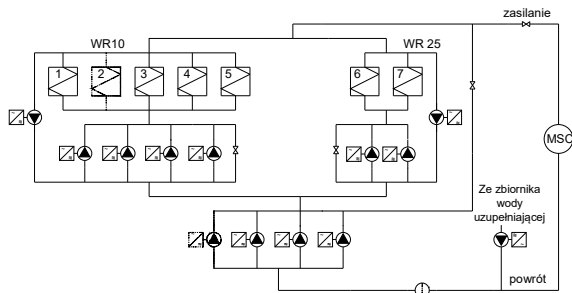 zasilanie
WR10
WR 25
1
2
3
4
5
6
7
MSC
Ze zbiornika
wody
uzupełniającej
powrót